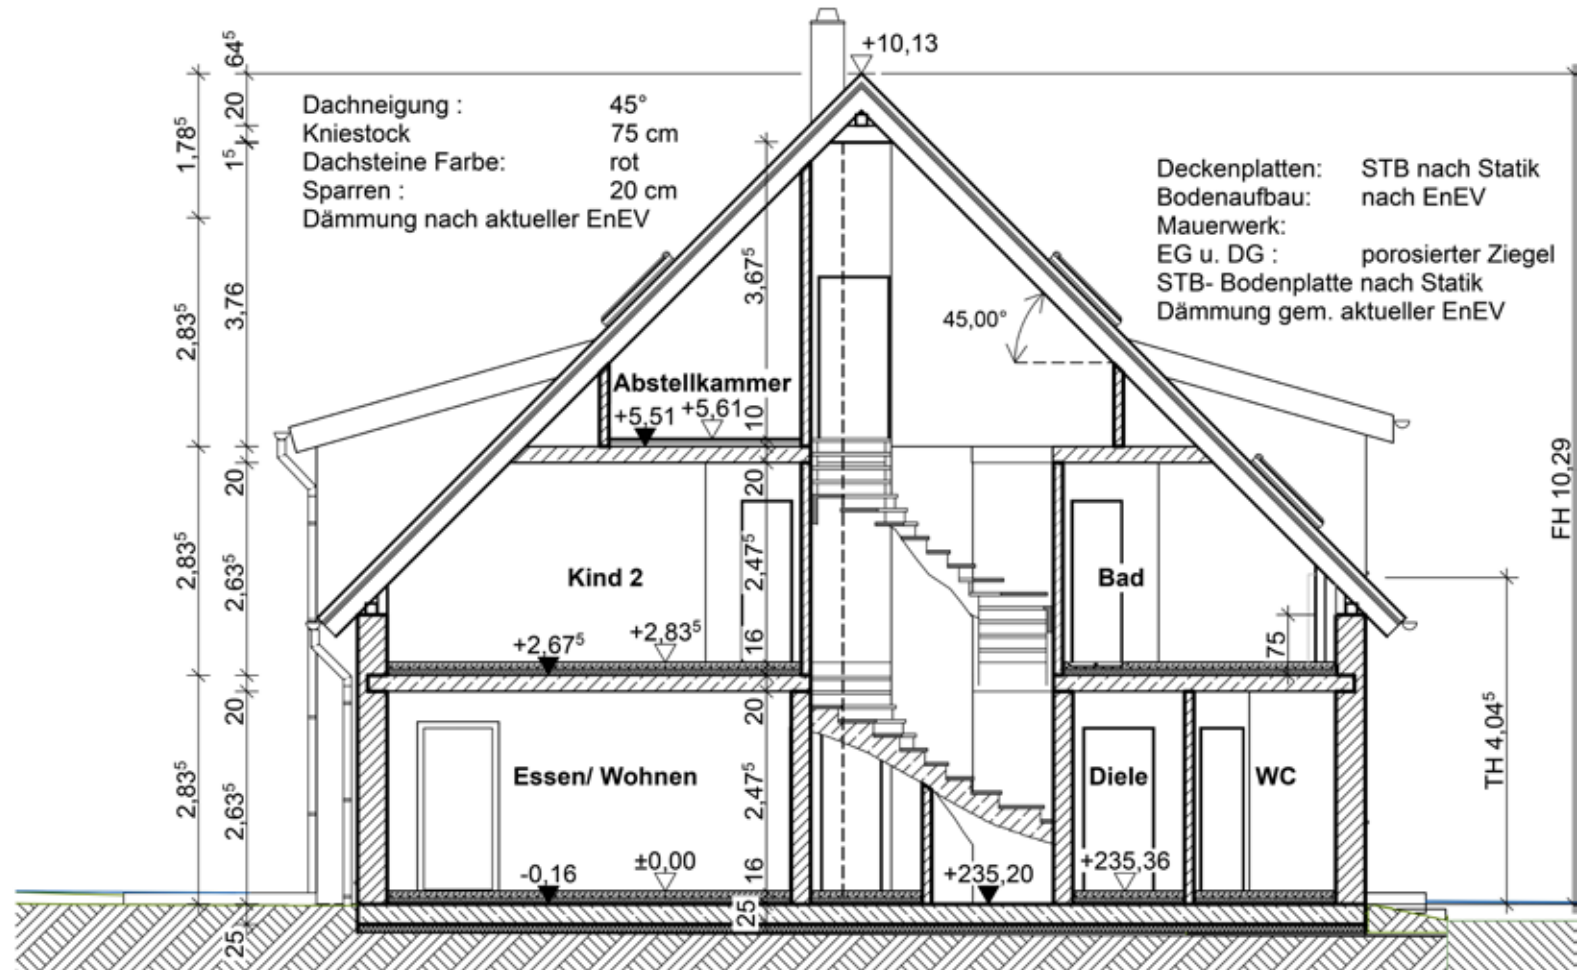 +10,13
Dachneigung : 45°
Kniestock 75 cm
Dachsteine Farbe: rot
Sparren : 20 cm
Dämmung nach aktueller EnEV
Deckenplatten: STB nach Statik
Bodenaufbau: nach EnEV
Mauerwerk:
EG u. DG : porosierter Ziegel
STB- Bodenplatte nach Statik
Dämmung gem. aktueller EnEV
1,78⁵
2,83⁵
2,83⁵
2,83⁵
64⁵
20
1⁵
3,76
20
2,63⁵
20
2,63⁵
25
3,67⁵
10
20
2,47⁵
16
20
2,47⁵
16
25
45,00°
Abstellkammer
+5,51
+5,61
Kind 2
Bad
+2,67⁵
+2,83⁵
75
Essen/ Wohnen
Diele
WC
-0,16
±0,00
+235,20
+235,36
TH 4,04⁵
FH 10,29